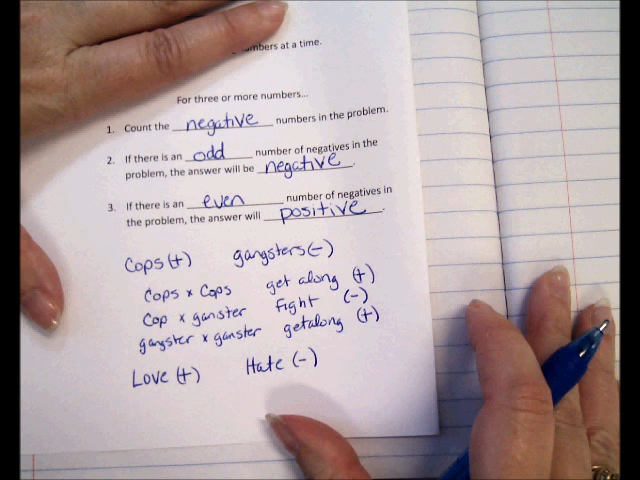 numbers at a time.
For three or more numbers...
1. Count the negative numbers in the problem.
2. If there is an odd number of negatives in the
problem, the answer will be negative.
3. If there is an even number of negatives in
the problem, the answer will positive.
Cops (+) gangsters (-)
Cops x Cops get along (+)
Cop x ganster fight (-)
gangster x ganster getalong (+)
Love (+) Hate (-)